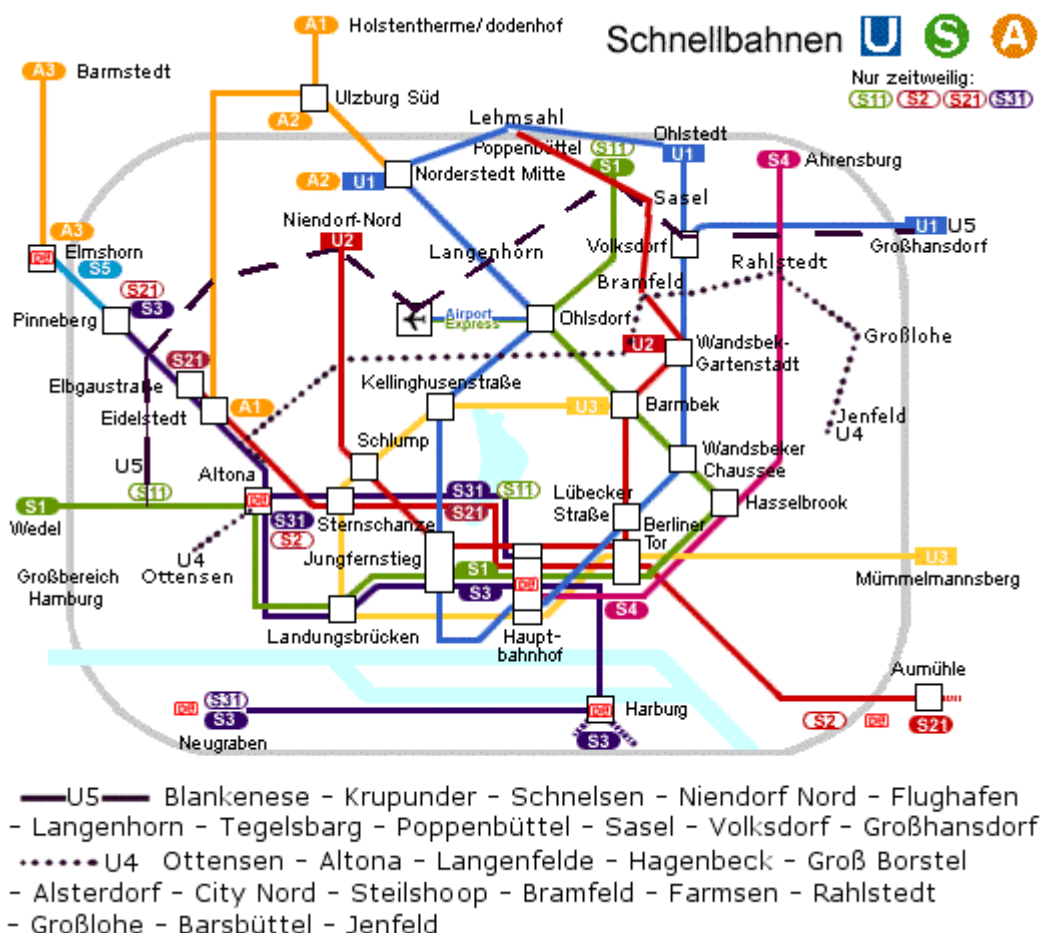 A1 Holstentherme/dodenhof
Schnellbahnen U S A
A3 Barmstedt
Nur zeitweilig:
S11 S2 S21 S31
Ulzburg Süd
A2
Lehmsahl
Ohlstedt
Poppenbüttel S11
U1
S1
S4 Ahrensburg
A2 U1 Norderstedt Mitte
Sasel
Niendorf-Nord
U2
A3
Elmshorn
DB
S5
Langenhorn
Volksdorf
U1 U5
Großhansdorf
Rahlstedt
S21
S3
Bramfeld
Pinneberg
Airport
Express
Ohlsdorf
Großlohe
U2
Wandsbek-
Gartenstadt
S21
Elbgaustraße
Kellinghusenstraße
Eidelstedt
A1
U3
Barmbek
Jenfeld
U4
Schlump
Wandsbeker
Chaussee
U5
Altona
S1
S11
DB
S31 S11
Lübecker
Straße
Hasselbrook
Wedel
S31
S21
S2
Sternschanze
Berliner
Tor
U4
Ottensen
Jungfernstieg
U3
Großbereich
Hamburg
S1
S3
DB
Mümmelmannsberg
S4
Landungsbrücken
Haupt-
bahnhof
Aumühle
DB S31
S3
DB
Harburg
S2 DB S21
Neugraben
S3
U5 Blankenese - Krupunder - Schnelsen - Niendorf Nord - Flughafen
- Langenhorn - Tegelsbarg - Poppenbüttel - Sasel - Volksdorf - Großhansdorf
U4 Ottensen - Altona - Langenfelde - Hagenbeck - Groß Borstel
- Alsterdorf - City Nord - Steilshoop - Bramfeld - Farmsen - Rahlstedt
- Großlohe - Barsbüttel - Jenfeld